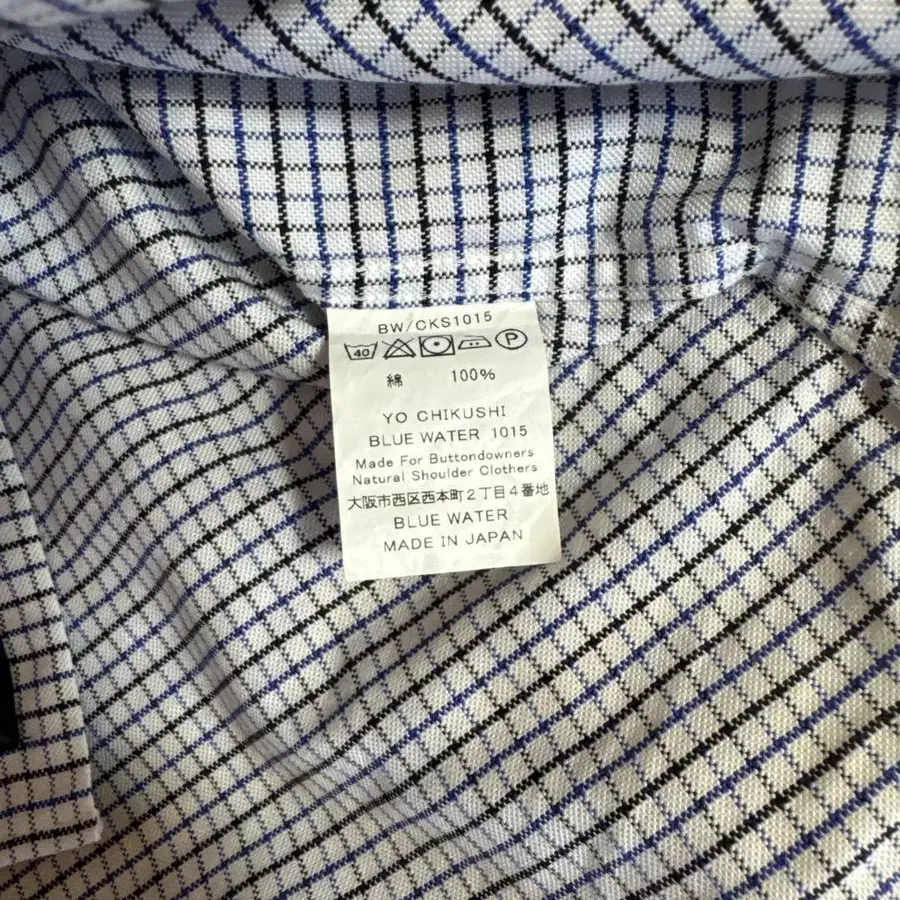 BW/CKS1015
40 P
綿 100%
YO CHIKUSHI
BLUE WATER 1015
Made For Buttondowners
Natural Shoulder Clothers
大阪市西区西本町2丁目4番地
BLUE WATER
MADE IN JAPAN